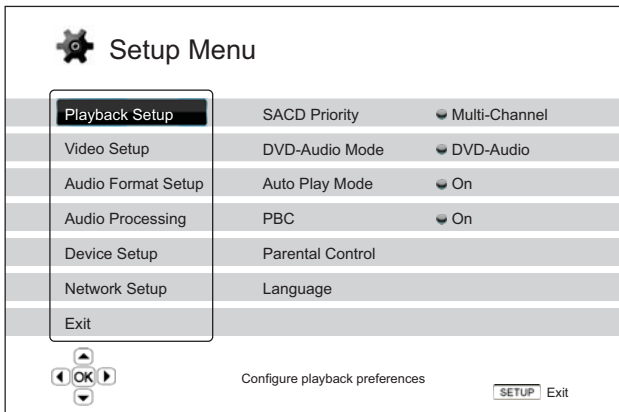 Setup Menu
Playback Setup SACD Priority Multi-Channel
Video Setup DVD-Audio Mode DVD-Audio
Audio Format Setup Auto Play Mode On
Audio Processing PBC On
Device Setup Parental Control
Network Setup Language
Exit
OK Configure playback preferences SETUP Exit